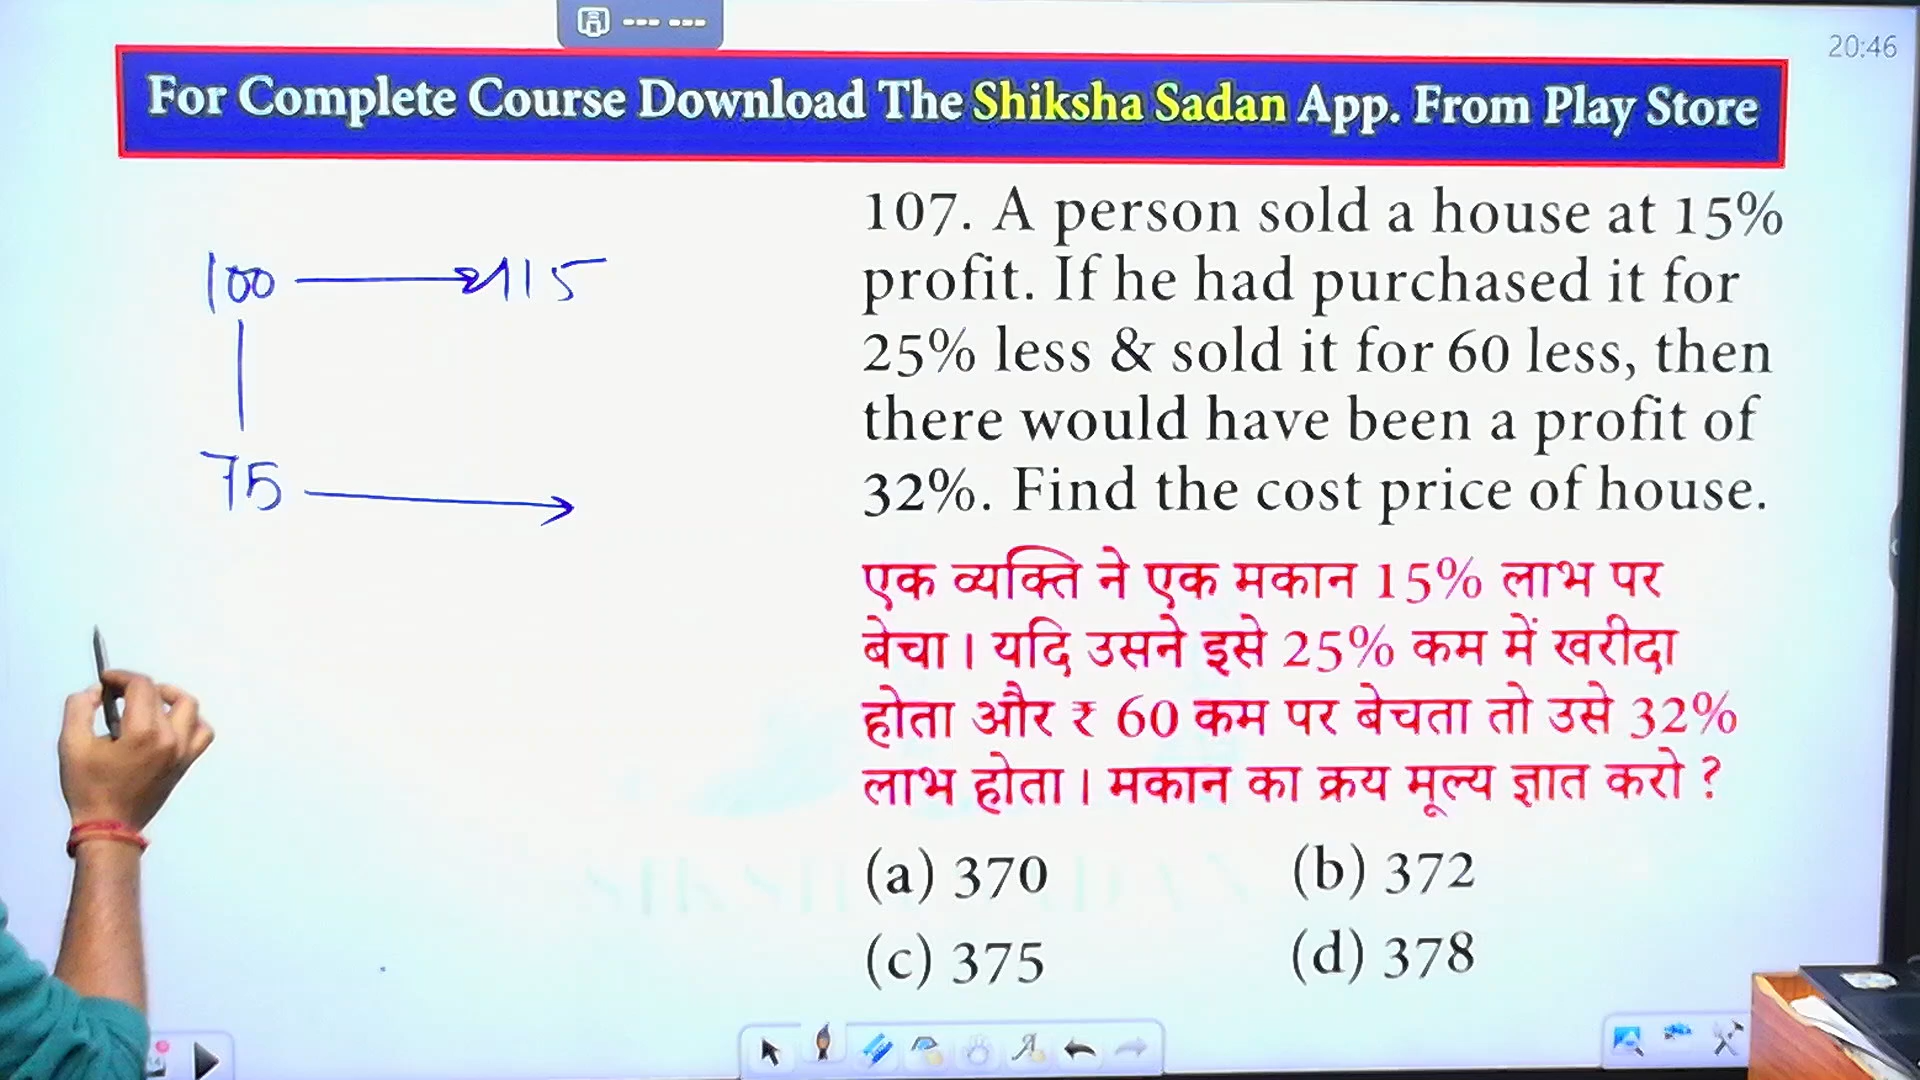 --- ---
20:46
For Complete Course Download The Shiksha Sadan App. From Play Store
100 → 115
75 →
107. A person sold a house at 15%
profit. If he had purchased it for
25% less & sold it for 60 less, then
there would have been a profit of
32%. Find the cost price of house.
एक व्यक्ति ने एक मकान 15% लाभ पर
बेचा। यदि उसने इसे 25% कम में खरीदा
होता और ₹ 60 कम पर बेचता तो उसे 32%
लाभ होता। मकान का क्रय मूल्य ज्ञात करो ?
(a) 370 (b) 372
(c) 375 (d) 378